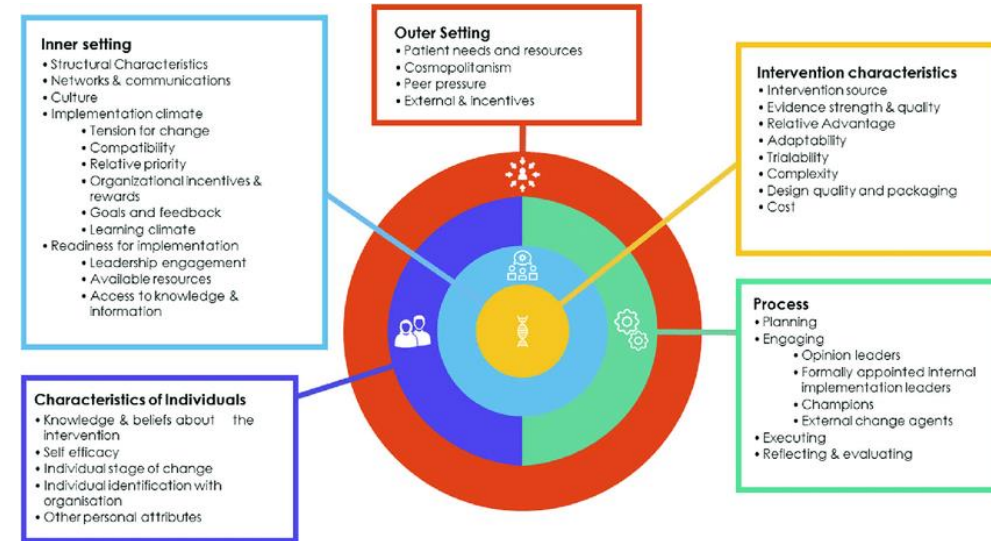 Inner setting
• Structural Characteristics
• Networks & communications
• Culture
• Implementation climate
• Tension for change
• Compatibility
• Relative priority
• Organizational incentives &
rewards
• Goals and feedback
• Learning climate
• Readiness for implementation
• Leadership engagement
• Available resources
• Access to knowledge &
information
Outer Setting
• Patient needs and resources
• Cosmopolitanism
• Peer pressure
• External & incentives
Intervention characteristics
• Intervention source
• Evidence strength & quality
• Relative Advantage
• Adaptability
• Trialability
• Complexity
• Design quality and packaging
• Cost
Characteristics of Individuals
• Knowledge & beliefs about the
intervention
• Self efficacy
• Individual stage of change
• Individual identification with
organisation
• Other personal attributes
Process
• Planning
• Engaging
• Opinion leaders
• Formally appointed internal
implementation leaders
• Champions
• External change agents
• Executing
• Reflecting & evaluating